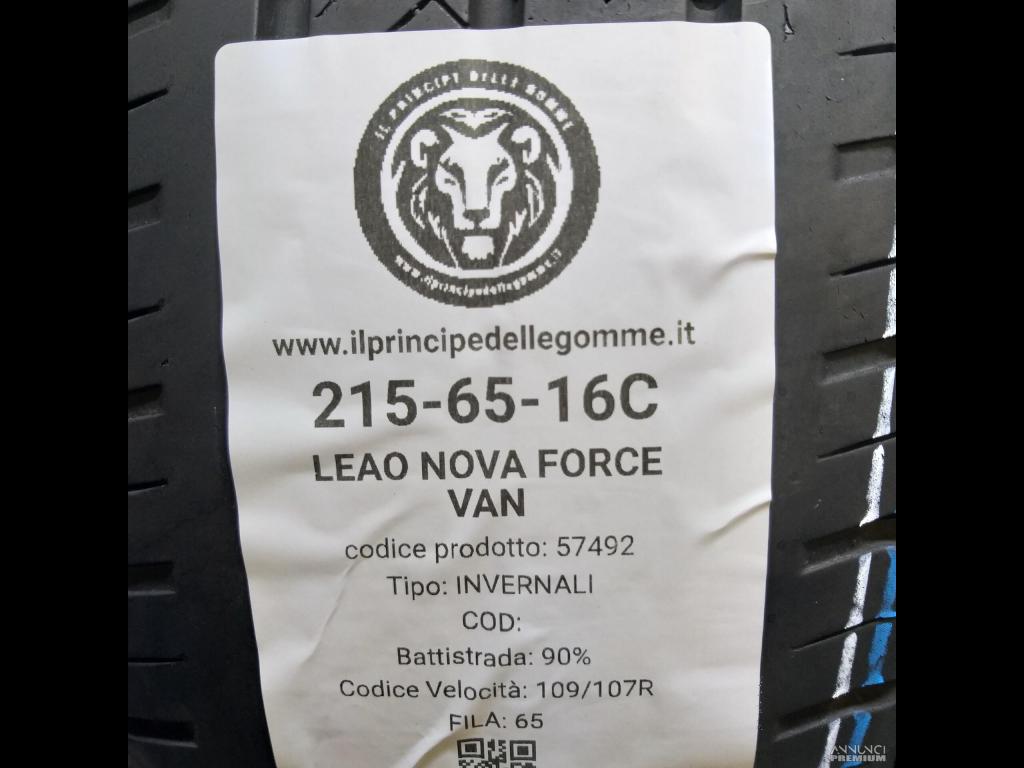 IL PRINCIPE DELLE GOMME
www.ilprincipedellegomme.it
www.ilprincipedellegomme.it
215-65-16C
LEAO NOVA FORCE
VAN
codice prodotto: 57492
Tipo: INVERNALI
COD:
Battistrada: 90%
Codice Velocità: 109/107R
FILA: 65
ANNUNCI
PREMIUM